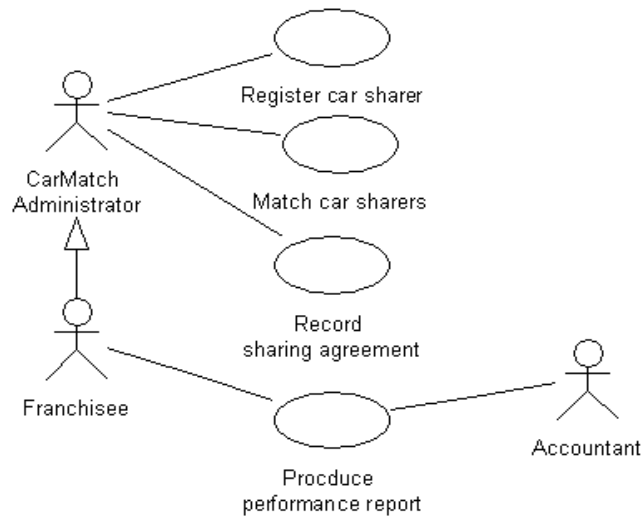 Register car sharer
CarMatch
Administrator
Match car sharers
Record
sharing agreement
Franchisee
Accountant
Procduce
performance report